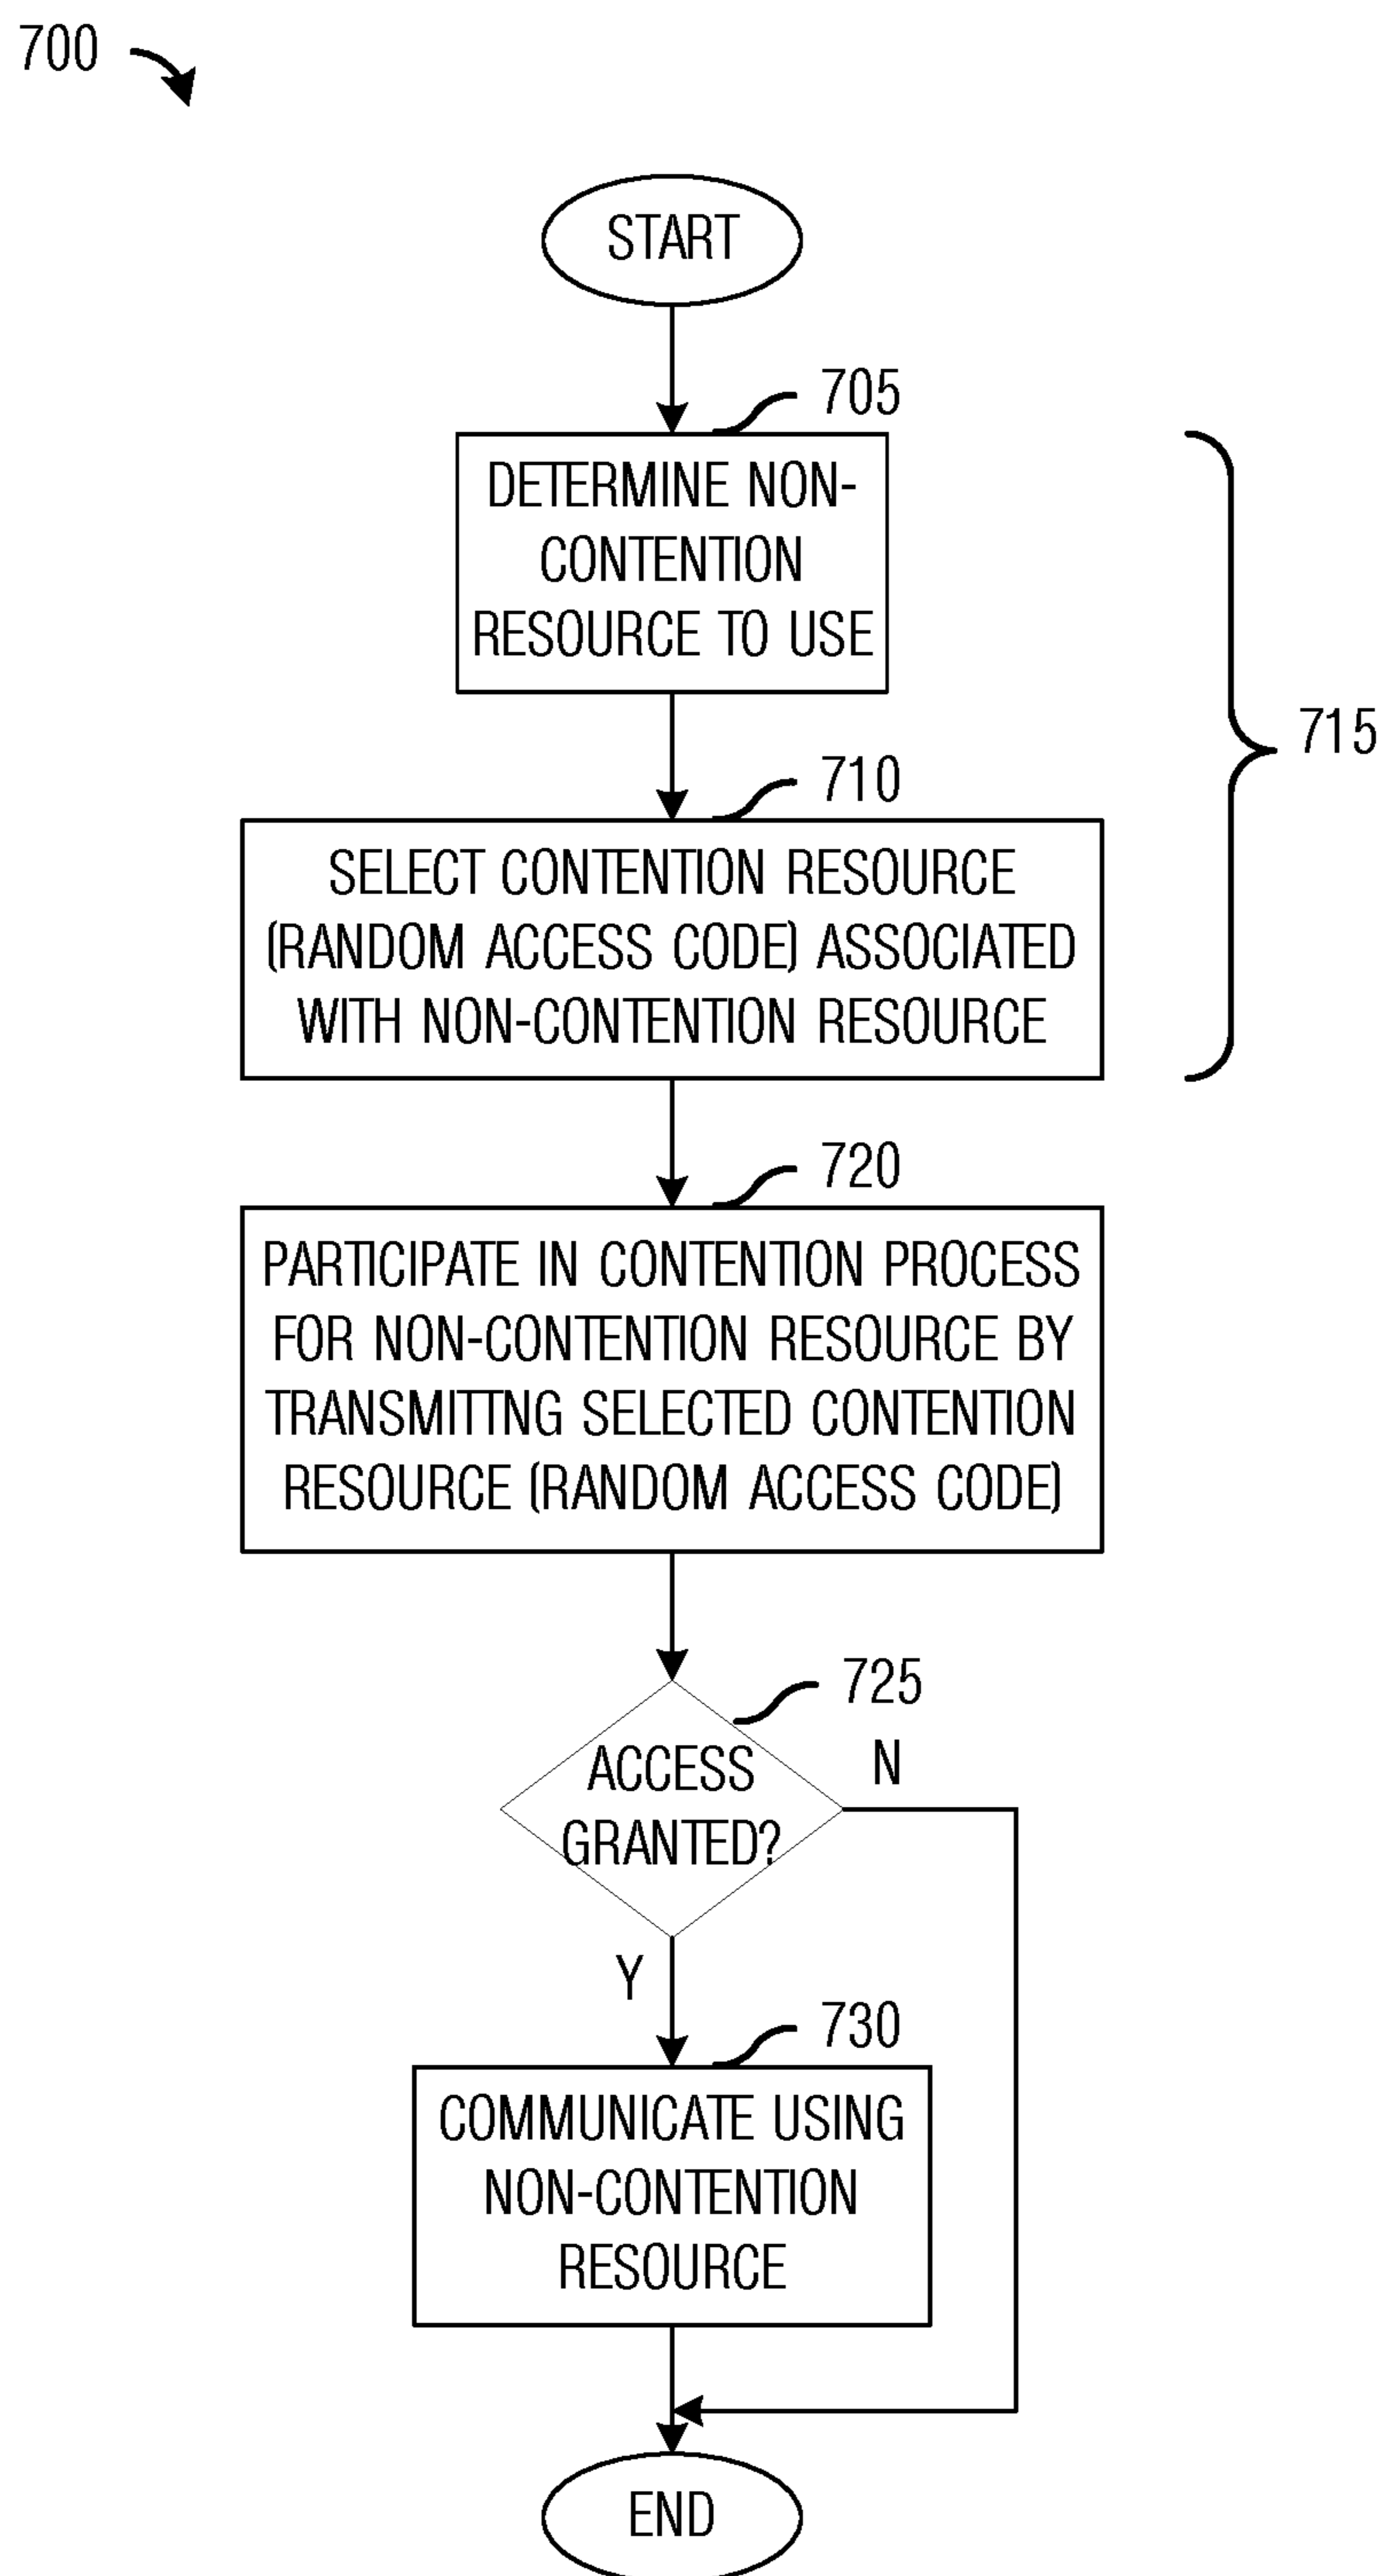 700
START
705
DETERMINE NON-
CONTENTION
RESOURCE TO USE
715
710
SELECT CONTENTION RESOURCE
(RANDOM ACCESS CODE) ASSOCIATED
WITH NON-CONTENTION RESOURCE
720
PARTICIPATE IN CONTENTION PROCESS
FOR NON-CONTENTION RESOURCE BY
TRANSMITTNG SELECTED CONTENTION
RESOURCE (RANDOM ACCESS CODE)
725
N
ACCESS
GRANTED?
Y
730
COMMUNICATE USING
NON-CONTENTION
RESOURCE
END